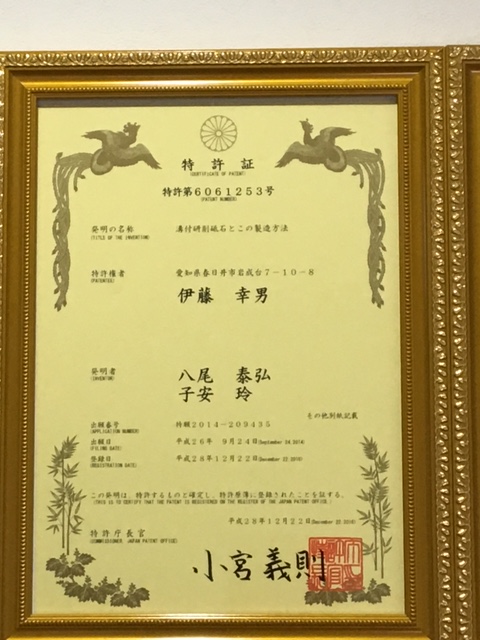 特許証
(CERTIFICATE OF PATENT)
特許第6061253号
(PATENT NUMBER)
発明の名称 溝付研削砥石とこの製造方法
(TITLE OF THE INVENTION)
特許権者 愛知県春日井市岩成台7-10-8
(PATENTEE)
伊藤 幸男
発明者 八尾 泰弘
(INVENTOR)
子安 玲
その他別紙記載
出願番号 特願2014-209435
(APPLICATION NUMBER)
出願日 平成26年 9月24日(September 24,2014)
(FILING DATE)
登録日 平成28年12月22日(December 22,2016)
(REGISTRATION DATE)
この発明は、特許するものと確定し、特許原簿に登録されたことを証する。
(THIS IS TO CERTIFY THAT THE PATENT IS REGISTERED ON THE REGISTER OF THE JAPAN PATENT OFFICE.)
平成28年12月22日(December 22,2016)
特許庁長官
(COMMISSIONER, JAPAN PATENT OFFICE)
小宮義則